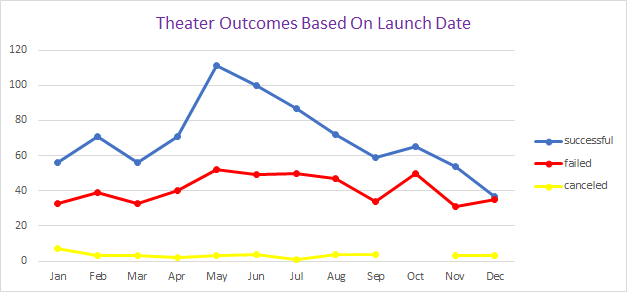 Theater Outcomes Based On Launch Date
120
100
80
60
40
20
0
Jan Feb Mar Apr May Jun Jul Aug Sep Oct Nov Dec
successful
failed
canceled